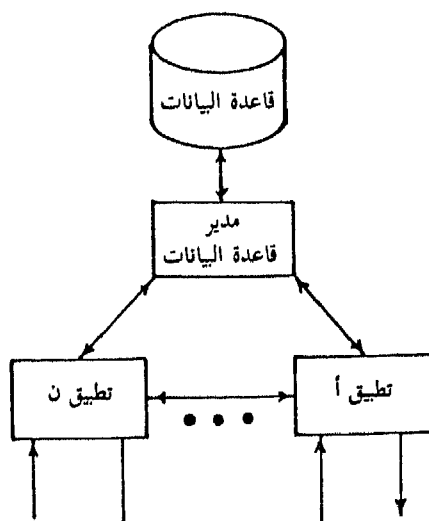 قاعدة البيانات
مدير
قاعدة البيانات
تطبيق أ
تطبيق ن